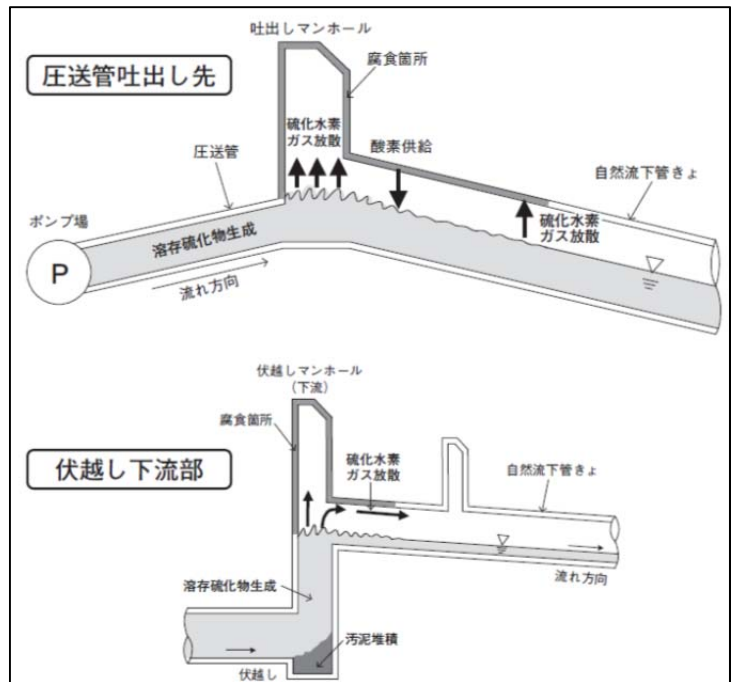 吐出しマンホール
圧送管吐出し先
腐食箇所
硫化水素
ガス放散
酸素供給
圧送管
自然流下管きょ
ポンプ場
溶存硫化物生成
硫化水素
ガス放散
P
流れ方向
伏越しマンホール
(下流)
腐食箇所
伏越し下流部
硫化水素
ガス放散
自然流下管きょ
溶存硫化物生成
流れ方向
汚泥堆積
伏越し